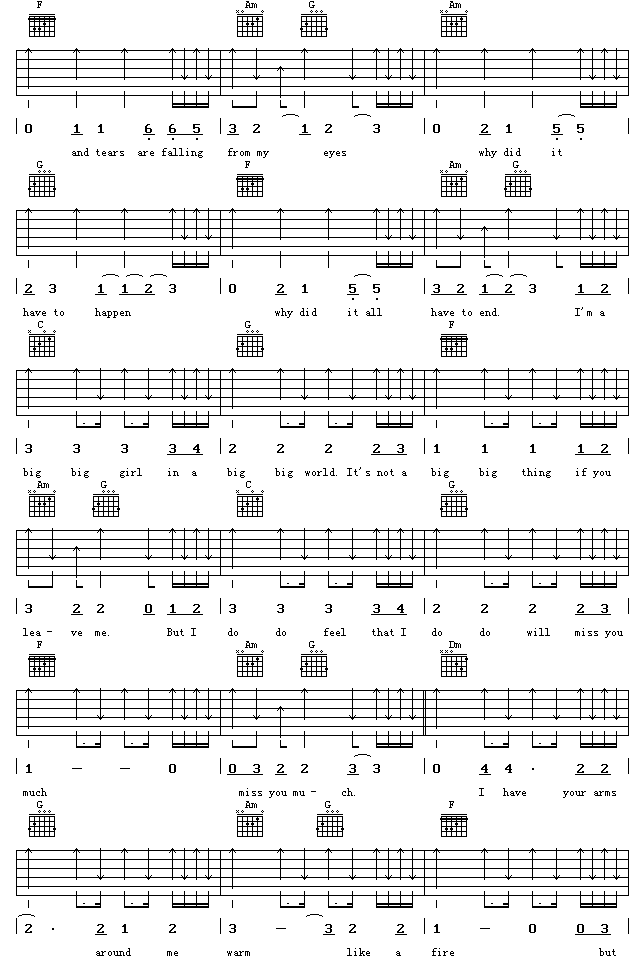 F Am G Am
0 1 1 6 6 5 3 2 1 2 3 0 2 1 5 5
and tears are falling from my eyes why did it
G F Am G
2 3 1 1 2 3 0 2 1 5 5 3 2 1 2 3 1 2
have to happen why did it all have to end. I'm a
C G F
3 3 3 3 4 2 2 2 2 3 1 1 1 1 2
big big girl in a big big world. It's not a big big thing if you
Am G C G
3 2 2 0 1 2 3 3 3 3 4 2 2 2 2 3
lea - ve me. But I do do feel that I do do will miss you
F Am G Dm
1 - - 0 0 3 2 2 3 3 0 4 4 · 2 2
much miss you mu - ch. I have your arms
G Am G F
2 · 2 1 2 3 - 3 2 2 1 - 0 0 3
around me warm like a fire but